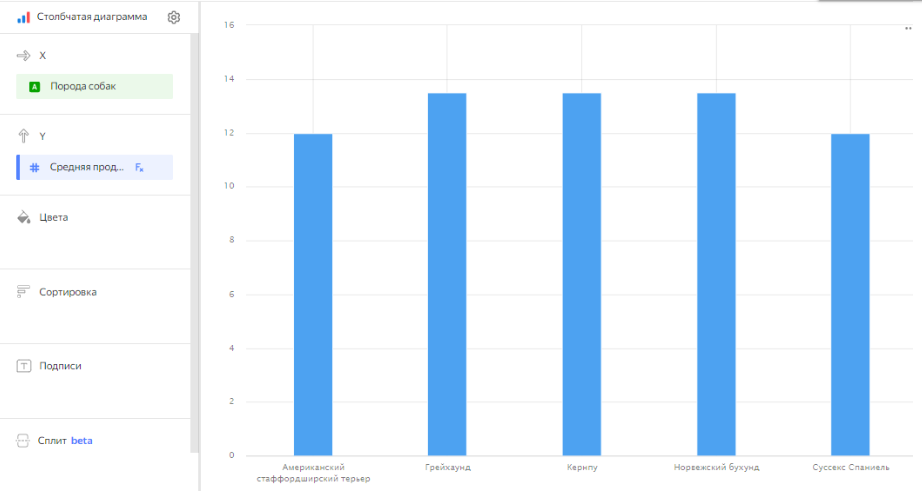 Столбчатая диаграмма
X
A
Порода собак
Y
Средняя прод...
Цвета
Сортировка
T
Подписи
Сплит beta
16
14
12
10
8
6
4
2
0
Американский
стаффордширский терьер
Грейхаунд
Кернпу
Норвежский бухунд
Суссекс Спаниель